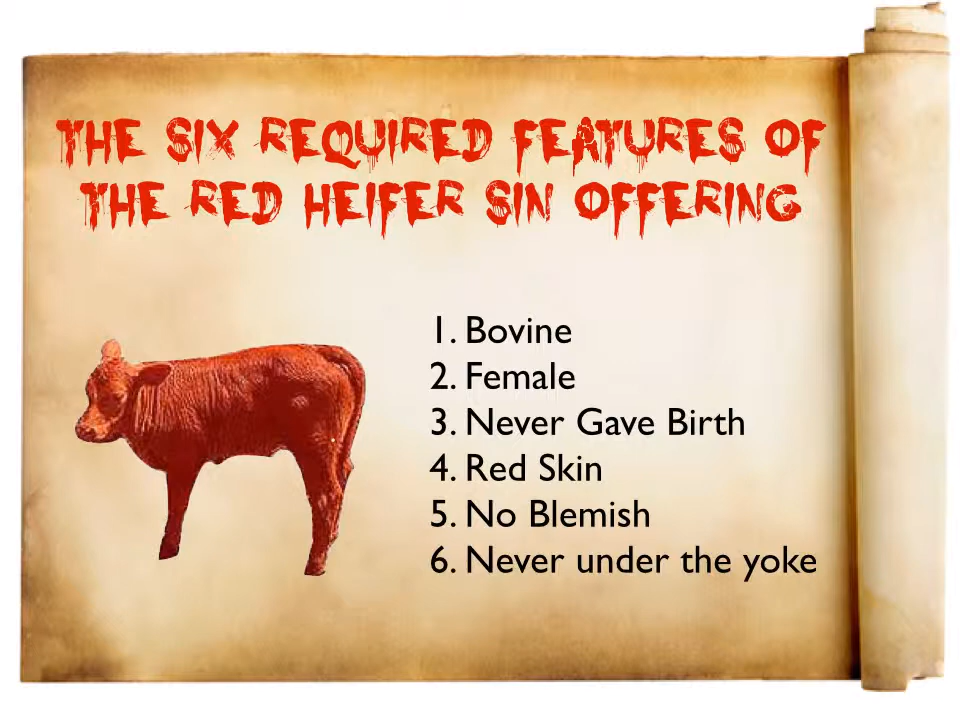 THE SIX REQUIRED FEATURES OF
THE RED HEIFER SIN OFFERING
1. Bovine
2. Female
3. Never Gave Birth
4. Red Skin
5. No Blemish
6. Never under the yoke